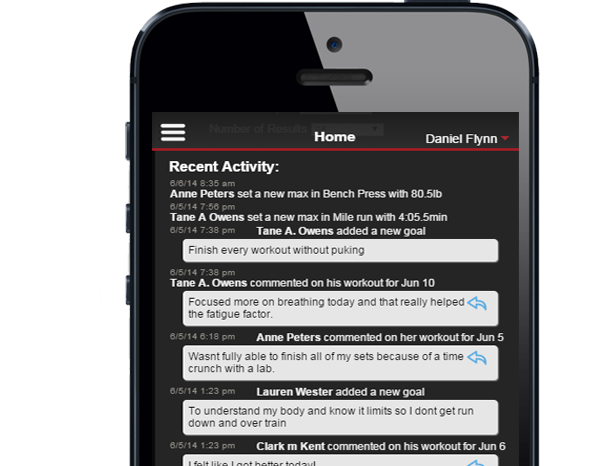 Number of Results
Home
Daniel Flynn
Recent Activity:
6/6/14 8:35 am
Anne Peters set a new max in Bench Press with 80.5lb
6/5/14 7:56 pm
Tane A Owens set a new max in Mile run with 4:05.5min
6/5/14 7:38 pm Tane A. Owens added a new goal
Finish every workout without puking
6/5/14 7:38 pm
Tane A. Owens commented on his workout for Jun 10
Focused more on breathing today and that really helped
the fatigue factor.
6/5/14 6:18 pm Anne Peters commented on her workout for Jun 5
Wasnt fully able to finish all of my sets because of a time
crunch with a lab.
6/5/14 1:23 pm Lauren Wester added a new goal
To understand my body and know it limits so I dont get run
down and over train
6/5/14 1:23 pm Clark m Kent commented on his workout for Jun 6
I felt like I got better today!